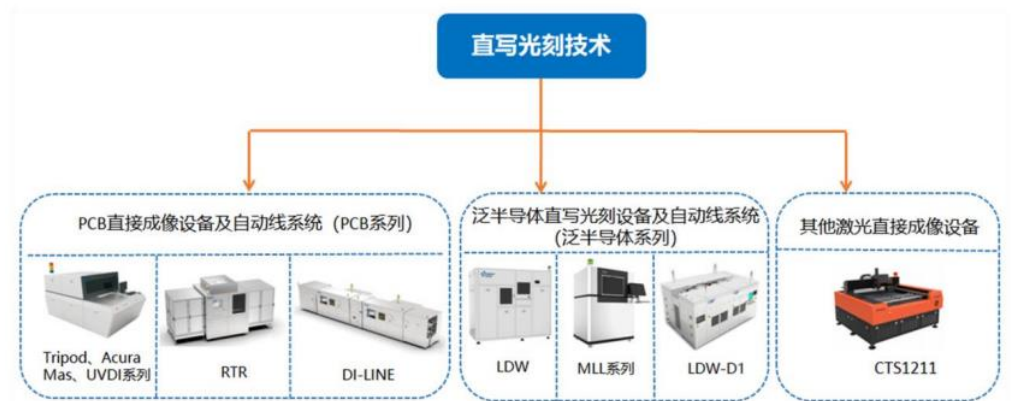 直写光刻技术
PCB直接成像设备及自动线系统（PCB系列）
泛半导体直写光刻设备及自动线系统
(泛半导体系列)
其他激光直接成像设备
Tripod、Acura
Mas、UVDI系列
RTR
DI-LINE
LDW
MLL系列
LDW-D1
CTS1211